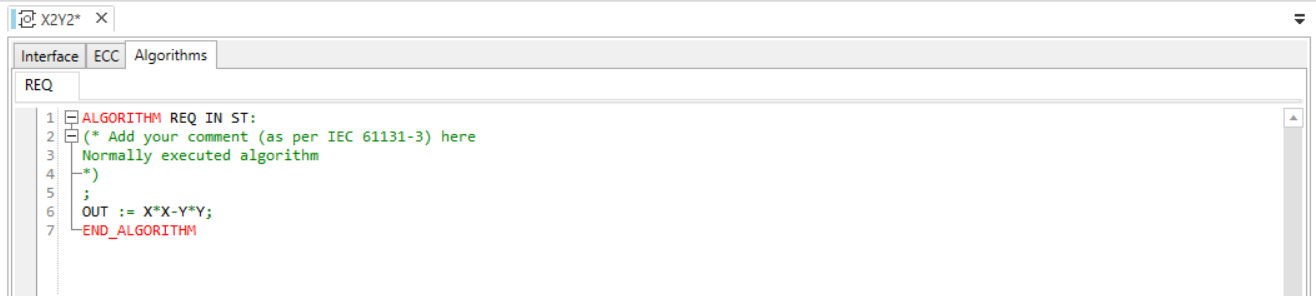 X2Y2*
Interface ECC Algorithms
REQ
1 ALGORITHM REQ IN ST:
2 (* Add your comment (as per IEC 61131-3) here
3 Normally executed algorithm
4 *)
5 ;
6 OUT := X*X-Y*Y;
7 END_ALGORITHM